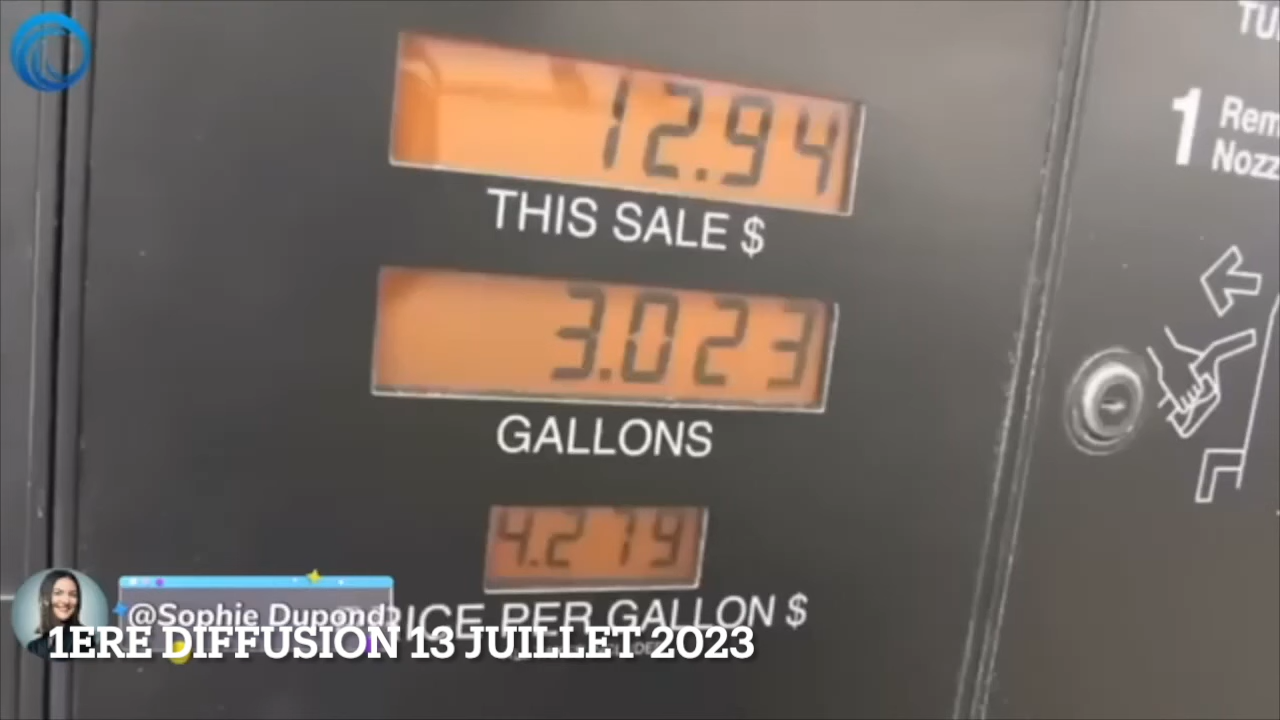 12.94
THIS SALE $
3.023
GALLONS
4.279
PRICE PER GALLON $
TU
1 Rem
Nozz
@Sophie Dupond
1ERE DIFFUSION 13 JUILLET 2023